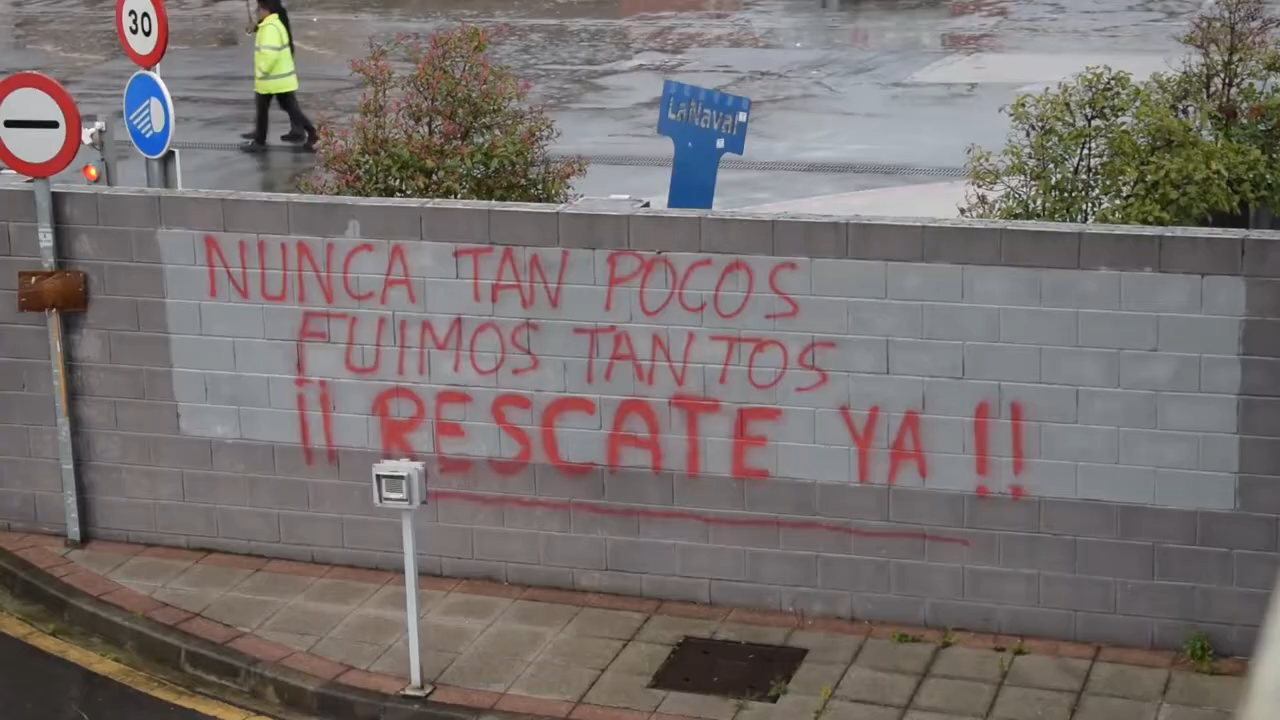 30
LaNaval
NUNCA TAN POCOS
FUIMOS TANTOS
¡¡ RESCATE YA !!